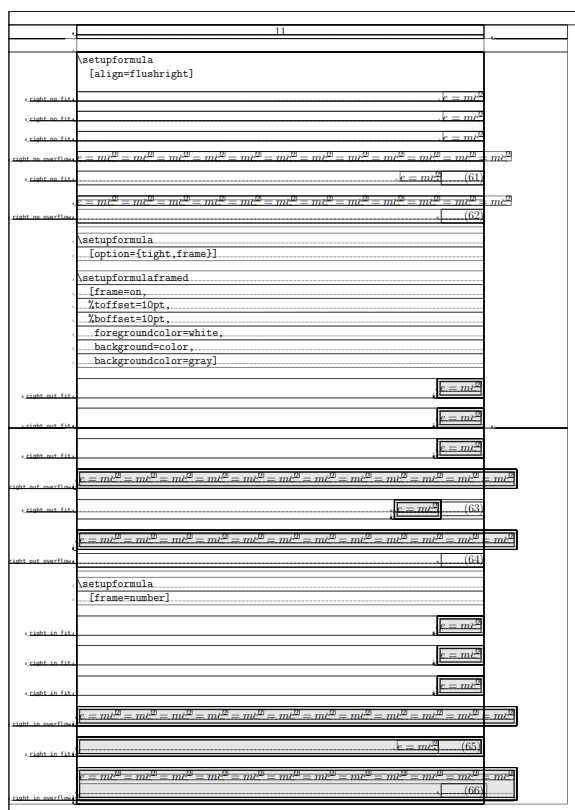 11
\setupformula
[align=flushright]
right no fit e = mc²
right no fit e = mc²
right no fit e = mc²
right no overflow e = mc² = mc² = mc² = mc² = mc² = mc² = mc² = mc² = mc² = mc² = mc² = mc² = mc²
right no fit e = mc² (61)
e = mc² = mc² = mc² = mc² = mc² = mc² = mc² = mc² = mc² = mc² = mc² = mc² = mc²
right no overflow (62)
\setupformula
[option={tight,frame}]
\setupformulaframed
[frame=on,
%toffset=10pt,
%boffset=10pt,
foregroundcolor=white,
background=color,
backgroundcolor=gray]
right out fit e = mc²
right out fit e = mc²
right out fit e = mc²
right out overflow e = mc² = mc² = mc² = mc² = mc² = mc² = mc² = mc² = mc² = mc² = mc² = mc² = mc²
right out fit e = mc² (63)
e = mc² = mc² = mc² = mc² = mc² = mc² = mc² = mc² = mc² = mc² = mc² = mc² = mc²
right out overflow (64)
\setupformula
[frame=number]
right in fit e = mc²
right in fit e = mc²
right in fit e = mc²
right in overflow e = mc² = mc² = mc² = mc² = mc² = mc² = mc² = mc² = mc² = mc² = mc² = mc² = mc²
right in fit e = mc² (65)
e = mc² = mc² = mc² = mc² = mc² = mc² = mc² = mc² = mc² = mc² = mc² = mc² = mc²
right in overflow (66)